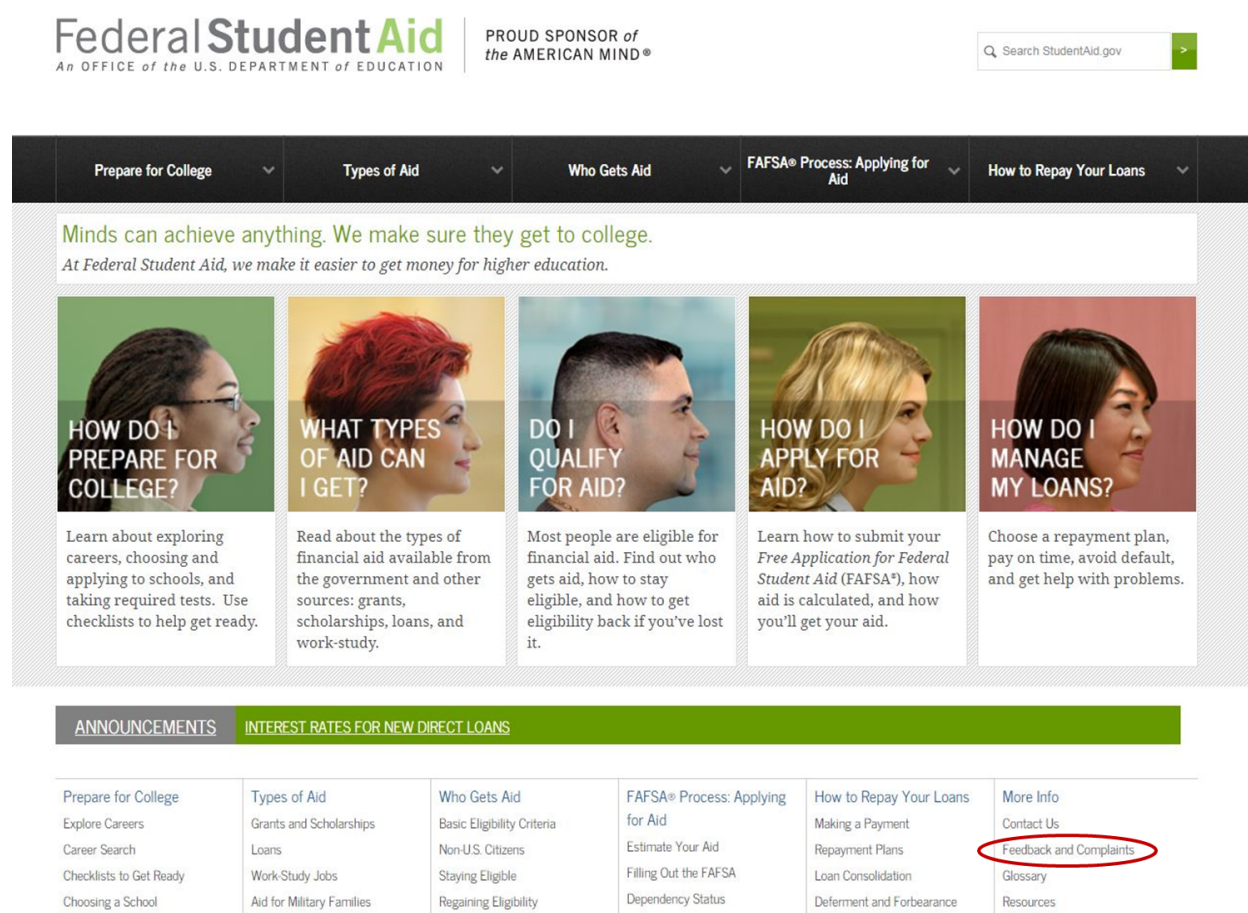 Federal Student Aid
An OFFICE of the U.S. DEPARTMENT of EDUCATION
PROUD SPONSOR of
the AMERICAN MIND®
Search StudentAid.gov
>
Prepare for College
Types of Aid
Who Gets Aid
FAFSA® Process: Applying for
Aid
How to Repay Your Loans
Minds can achieve anything. We make sure they get to college.
At Federal Student Aid, we make it easier to get money for higher education.
HOW DO I
PREPARE FOR
COLLEGE?
Learn about exploring
careers, choosing and
applying to schools, and
taking required tests. Use
checklists to help get ready.
WHAT TYPES
OF AID CAN
I GET?
Read about the types of
financial aid available from
the government and other
sources: grants,
scholarships, loans, and
work-study.
DO I
QUALIFY
FOR AID?
Most people are eligible for
financial aid. Find out who
gets aid, how to stay
eligible, and how to get
eligibility back if you've lost
it.
HOW DO I
APPLY FOR
AID?
Learn how to submit your
Free Application for Federal
Student Aid (FAFSA®), how
aid is calculated, and how
you'll get your aid.
HOW DO I
MANAGE
MY LOANS?
Choose a repayment plan,
pay on time, avoid default,
and get help with problems.
ANNOUNCEMENTS
INTEREST RATES FOR NEW DIRECT LOANS
Prepare for College
Explore Careers
Career Search
Checklists to Get Ready
Choosing a School
Types of Aid
Grants and Scholarships
Loans
Work-Study Jobs
Aid for Military Families
Who Gets Aid
Basic Eligibility Criteria
Non-U.S. Citizens
Staying Eligible
Regaining Eligibility
FAFSA® Process: Applying
for Aid
Estimate Your Aid
Filling Out the FAFSA
Dependency Status
How to Repay Your Loans
Making a Payment
Repayment Plans
Loan Consolidation
Deferment and Forbearance
More Info
Contact Us
Feedback and Complaints
Glossary
Resources